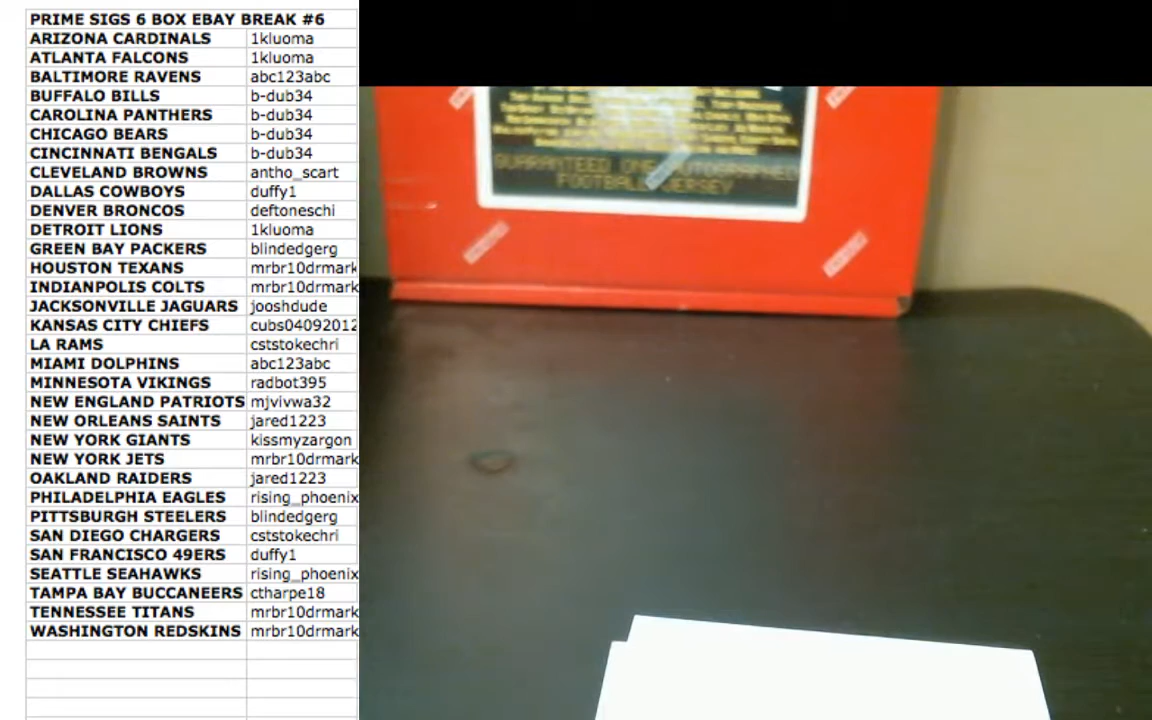 PRIME SIGS 6 BOX EBAY BREAK #6
ARIZONA CARDINALS 1kluoma
ATLANTA FALCONS 1kluoma
BALTIMORE RAVENS abc123abc
BUFFALO BILLS b-dub34
CAROLINA PANTHERS b-dub34
CHICAGO BEARS b-dub34
CINCINNATI BENGALS b-dub34
CLEVELAND BROWNS antho_scart
DALLAS COWBOYS duffy1
DENVER BRONCOS deftoneschi
DETROIT LIONS 1kluoma
GREEN BAY PACKERS blindedgerg
HOUSTON TEXANS mrbr10drmark
INDIANPOLIS COLTS mrbr10drmark
JACKSONVILLE JAGUARS jooshdude
KANSAS CITY CHIEFS cubs04092012
LA RAMS cststokechri
MIAMI DOLPHINS abc123abc
MINNESOTA VIKINGS radbot395
NEW ENGLAND PATRIOTS mjvivwa32
NEW ORLEANS SAINTS jared1223
NEW YORK GIANTS kissmyzargon
NEW YORK JETS mrbr10drmark
OAKLAND RAIDERS jared1223
PHILADELPHIA EAGLES rising_phoenix
PITTSBURGH STEELERS blindedgerg
SAN DIEGO CHARGERS cststokechri
SAN FRANCISCO 49ERS duffy1
SEATTLE SEAHAWKS rising_phoenix
TAMPA BAY BUCCANEERS ctharpe18
TENNESSEE TITANS mrbr10drmark
WASHINGTON REDSKINS mrbr10drmark
GUARANTEED ONE AUTOGRAPHED
FOOTBALL JERSEY